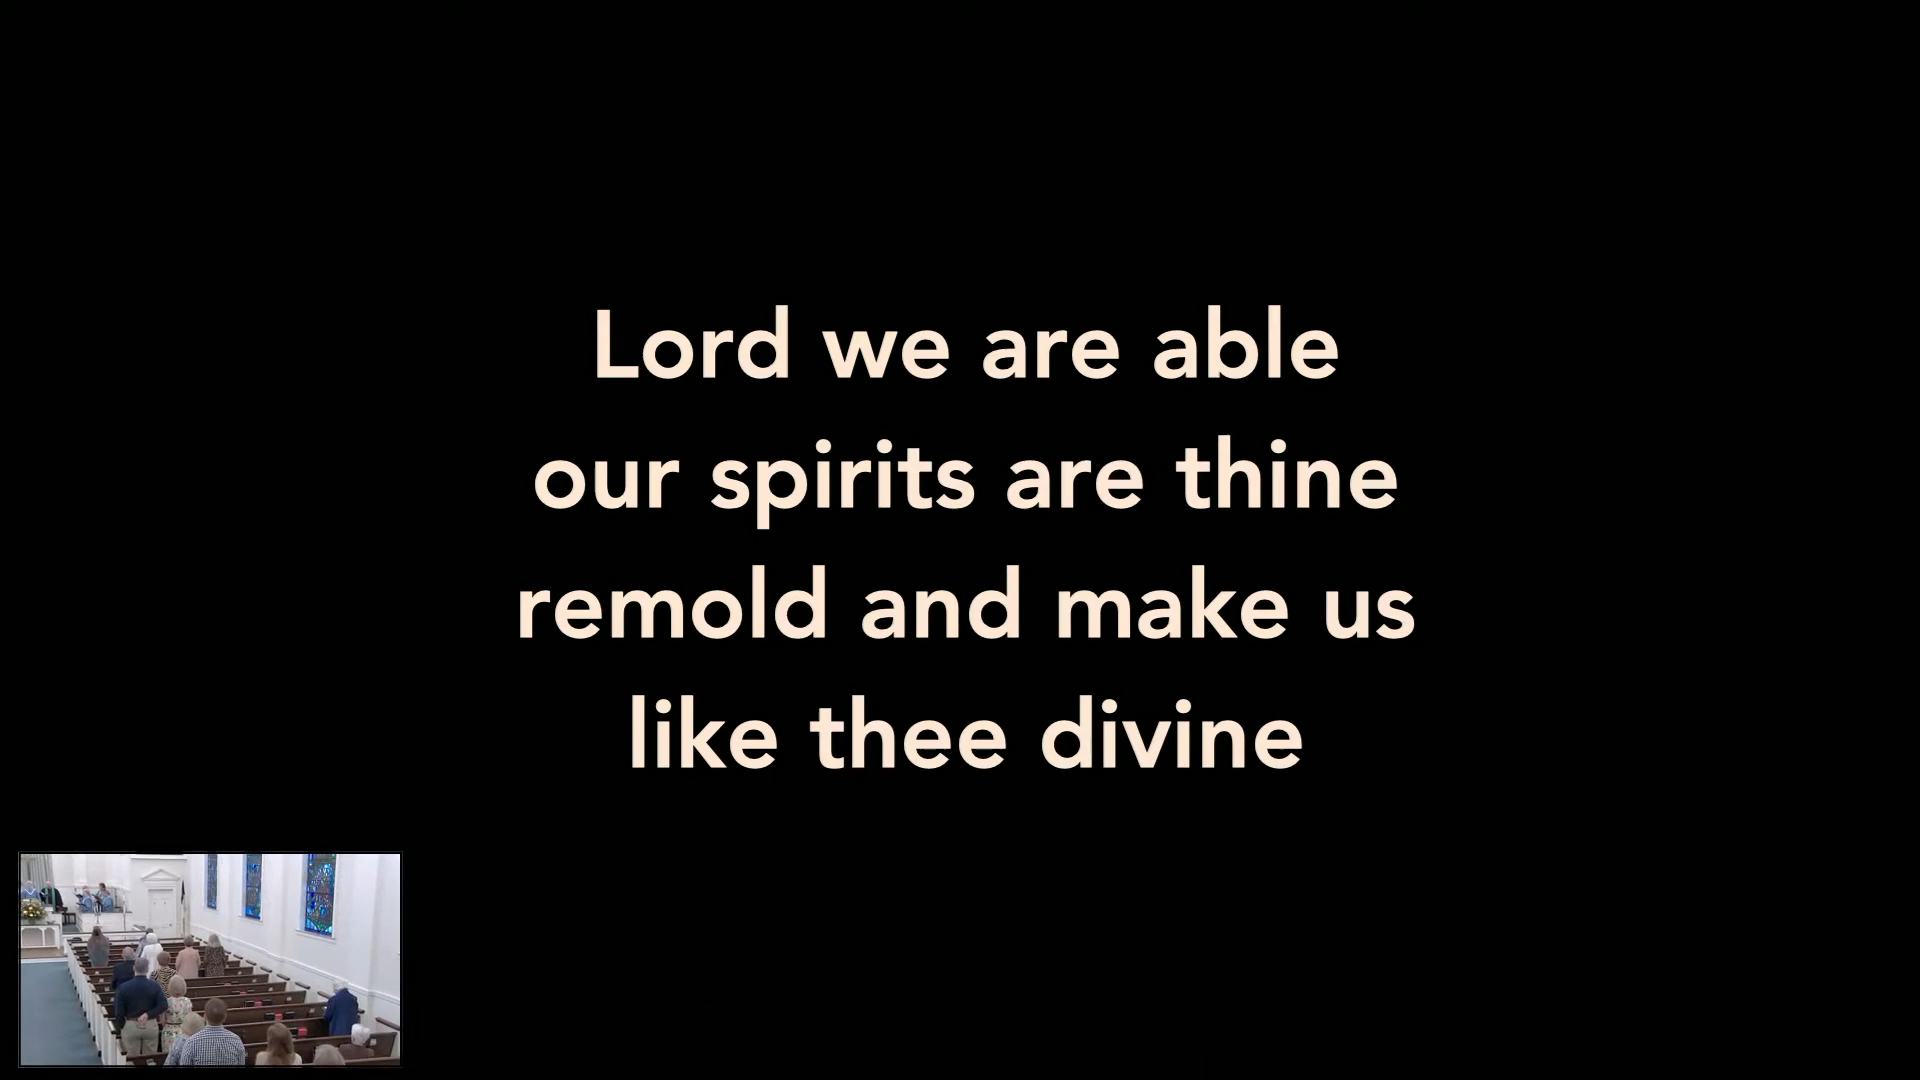 Lord we are able
our spirits are thine
remold and make us
like thee divine